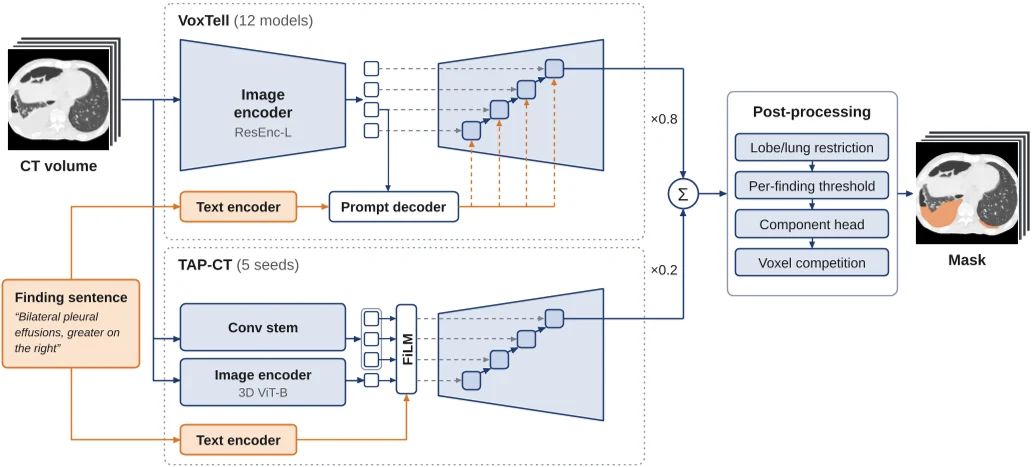 VoxTell (12 models)
Image
encoder
ResEnc-L
CT volume
Text encoder
Prompt decoder
×0.8
Σ
×0.2
Post-processing
Lobe/lung restriction
Per-finding threshold
Component head
Voxel competition
Mask
TAP-CT (5 seeds)
Finding sentence
“Bilateral pleural
effusions, greater on
the right”
Conv stem
Image encoder
3D ViT-B
FiLM
Text encoder